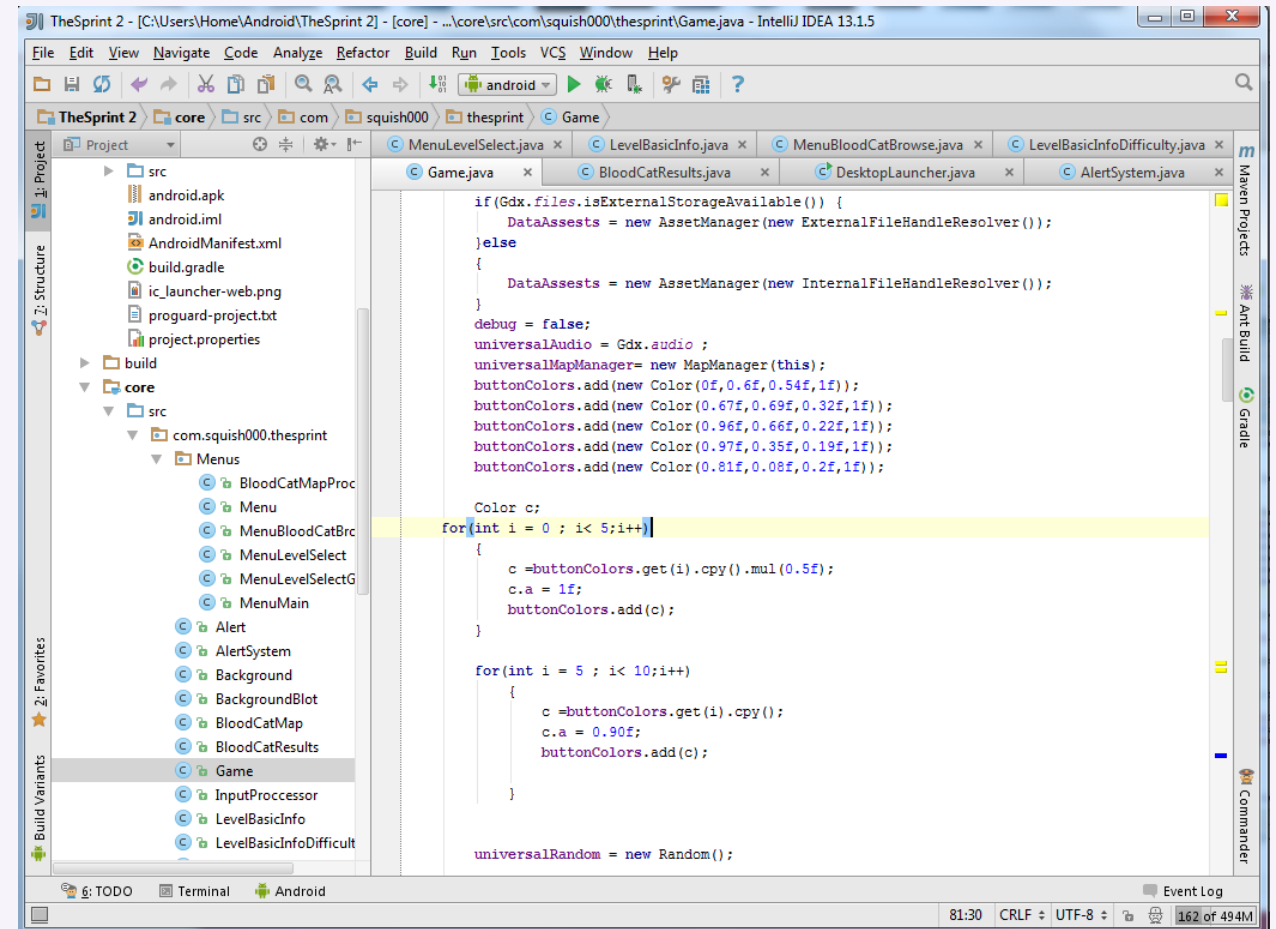 TheSprint 2 - [C:\Users\Home\Android\TheSprint 2] - [core] - ...\core\src\com\squish000\thesprint\Game.java - IntelliJ IDEA 13.1.5
File Edit View Navigate Code Analyze Refactor Build Run Tools VCS Window Help
android
TheSprint 2 core src com squish000 thesprint Game
Project
MenuLevelSelect.java LevelBasicInfo.java MenuBloodCatBrowse.java LevelBasicInfoDifficulty.java
Game.java BloodCatResults.java DesktopLauncher.java AlertSystem.java
1: Project
7: Structure
2: Favorites
Build Variants
src
android.apk
android.iml
AndroidManifest.xml
build.gradle
ic_launcher-web.png
proguard-project.txt
project.properties
build
core
src
com.squish000.thesprint
Menus
BloodCatMapProc
Menu
MenuBloodCatBrc
MenuLevelSelect
MenuLevelSelectG
MenuMain
Alert
AlertSystem
Background
BackgroundBlot
BloodCatMap
BloodCatResults
Game
InputProccessor
LevelBasicInfo
LevelBasicInfoDifficult
if(Gdx.files.isExternalStorageAvailable()) {
DataAssests = new AssetManager(new ExternalFileHandleResolver());
}else
{
DataAssests = new AssetManager(new InternalFileHandleResolver());
}
debug = false;
universalAudio = Gdx.audio ;
universalMapManager= new MapManager(this);
buttonColors.add(new Color(0f,0.6f,0.54f,1f));
buttonColors.add(new Color(0.67f,0.69f,0.32f,1f));
buttonColors.add(new Color(0.96f,0.66f,0.22f,1f));
buttonColors.add(new Color(0.97f,0.35f,0.19f,1f));
buttonColors.add(new Color(0.81f,0.08f,0.2f,1f));
Color c;
for(int i = 0 ; i< 5;i++)
{
c =buttonColors.get(i).cpy().mul(0.5f);
c.a = 1f;
buttonColors.add(c);
}
for(int i = 5 ; i< 10;i++)
{
c =buttonColors.get(i).cpy();
c.a = 0.90f;
buttonColors.add(c);
}
universalRandom = new Random();
Maven Projects
Ant Build
Gradle
Commander
6: TODO Terminal Android Event Log
81:30 CRLF UTF-8 162 of 494M